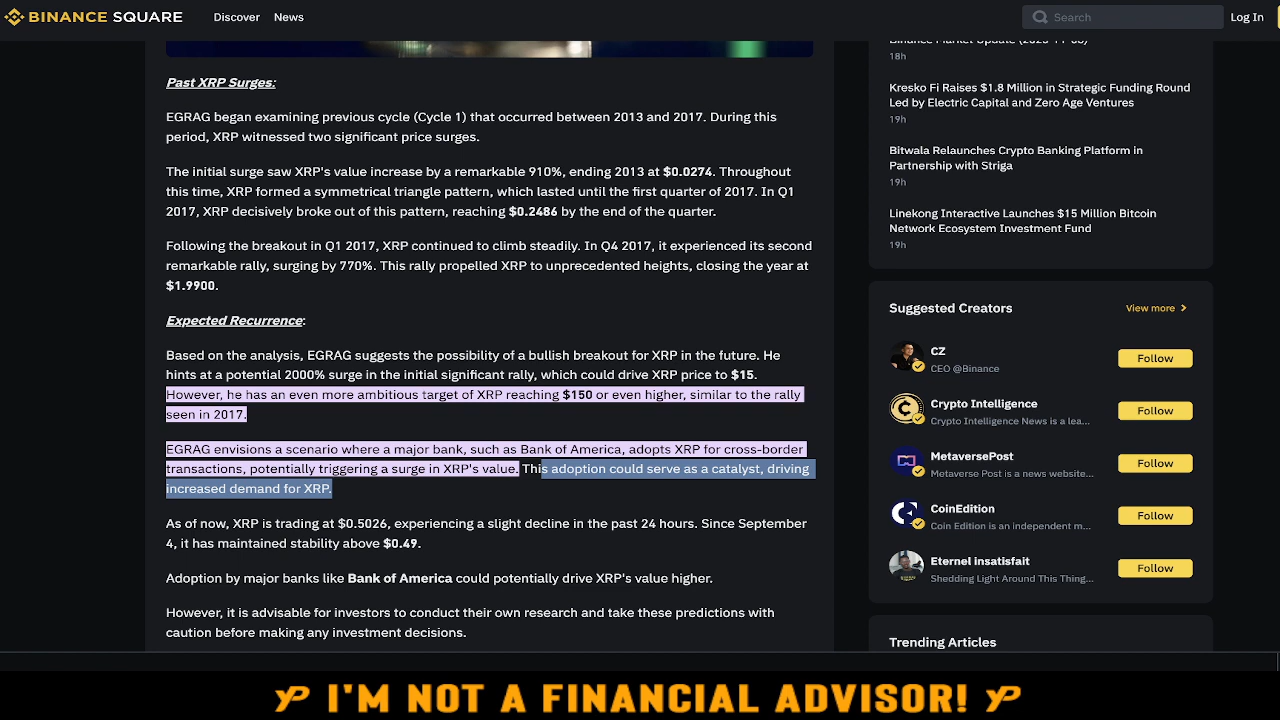 BINANCE SQUARE
Discover
News
Search
Log In
Past XRP Surges:
EGRAG began examining previous cycle (Cycle 1) that occurred between 2013 and 2017. During this
period, XRP witnessed two significant price surges.
The initial surge saw XRP's value increase by a remarkable 910%, ending 2013 at $0.0274. Throughout
this time, XRP formed a symmetrical triangle pattern, which lasted until the first quarter of 2017. In Q1
2017, XRP decisively broke out of this pattern, reaching $0.2486 by the end of the quarter.
Following the breakout in Q1 2017, XRP continued to climb steadily. In Q4 2017, it experienced its second
remarkable rally, surging by 770%. This rally propelled XRP to unprecedented heights, closing the year at
$1.9900.
Expected Recurrence:
Based on the analysis, EGRAG suggests the possibility of a bullish breakout for XRP in the future. He
hints at a potential 2000% surge in the initial significant rally, which could drive XRP price to $15.
However, he has an even more ambitious target of XRP reaching $150 or even higher, similar to the rally
seen in 2017.
EGRAG envisions a scenario where a major bank, such as Bank of America, adopts XRP for cross-border
transactions, potentially triggering a surge in XRP's value. This adoption could serve as a catalyst, driving
increased demand for XRP.
As of now, XRP is trading at $0.5026, experiencing a slight decline in the past 24 hours. Since September
4, it has maintained stability above $0.49.
Adoption by major banks like Bank of America could potentially drive XRP's value higher.
However, it is advisable for investors to conduct their own research and take these predictions with
caution before making any investment decisions.
18h
Kresko Fi Raises $1.8 Million in Strategic Funding Round
Led by Electric Capital and Zero Age Ventures
19h
Bitwala Relaunches Crypto Banking Platform in
Partnership with Striga
19h
Linekong Interactive Launches $15 Million Bitcoin
Network Ecosystem Investment Fund
19h
Suggested Creators
View more
CZ
CEO @Binance
Follow
Crypto Intelligence
Crypto Intelligence News is a lea...
Follow
MetaversePost
Metaverse Post is a news website...
Follow
CoinEdition
Coin Edition is an independent m...
Follow
Eternel insatisfait
Shedding Light Around This Thing...
Follow
Trending Articles
I'M NOT A FINANCIAL ADVISOR!